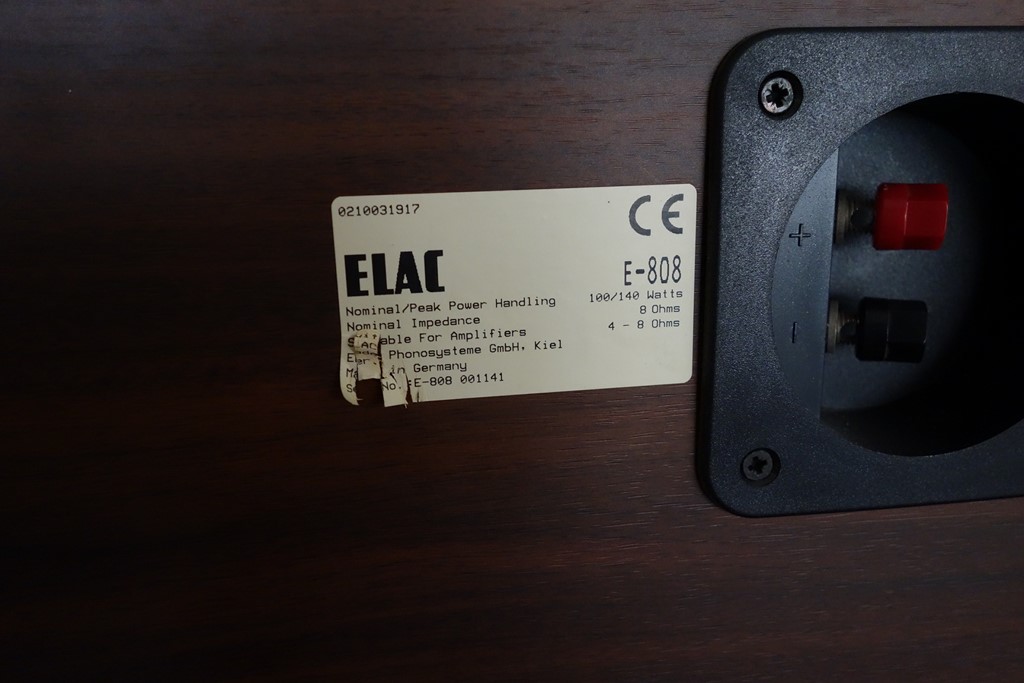 0210031917
CE
ELAC
E-808
Nominal/Peak Power Handling 100/140 Watts
Nominal Impedance 8 Ohms
For Amplifiers 4 - 8 Ohms
Phonosysteme GmbH, Kiel
in Germany
No.:E-808 001141
+
-